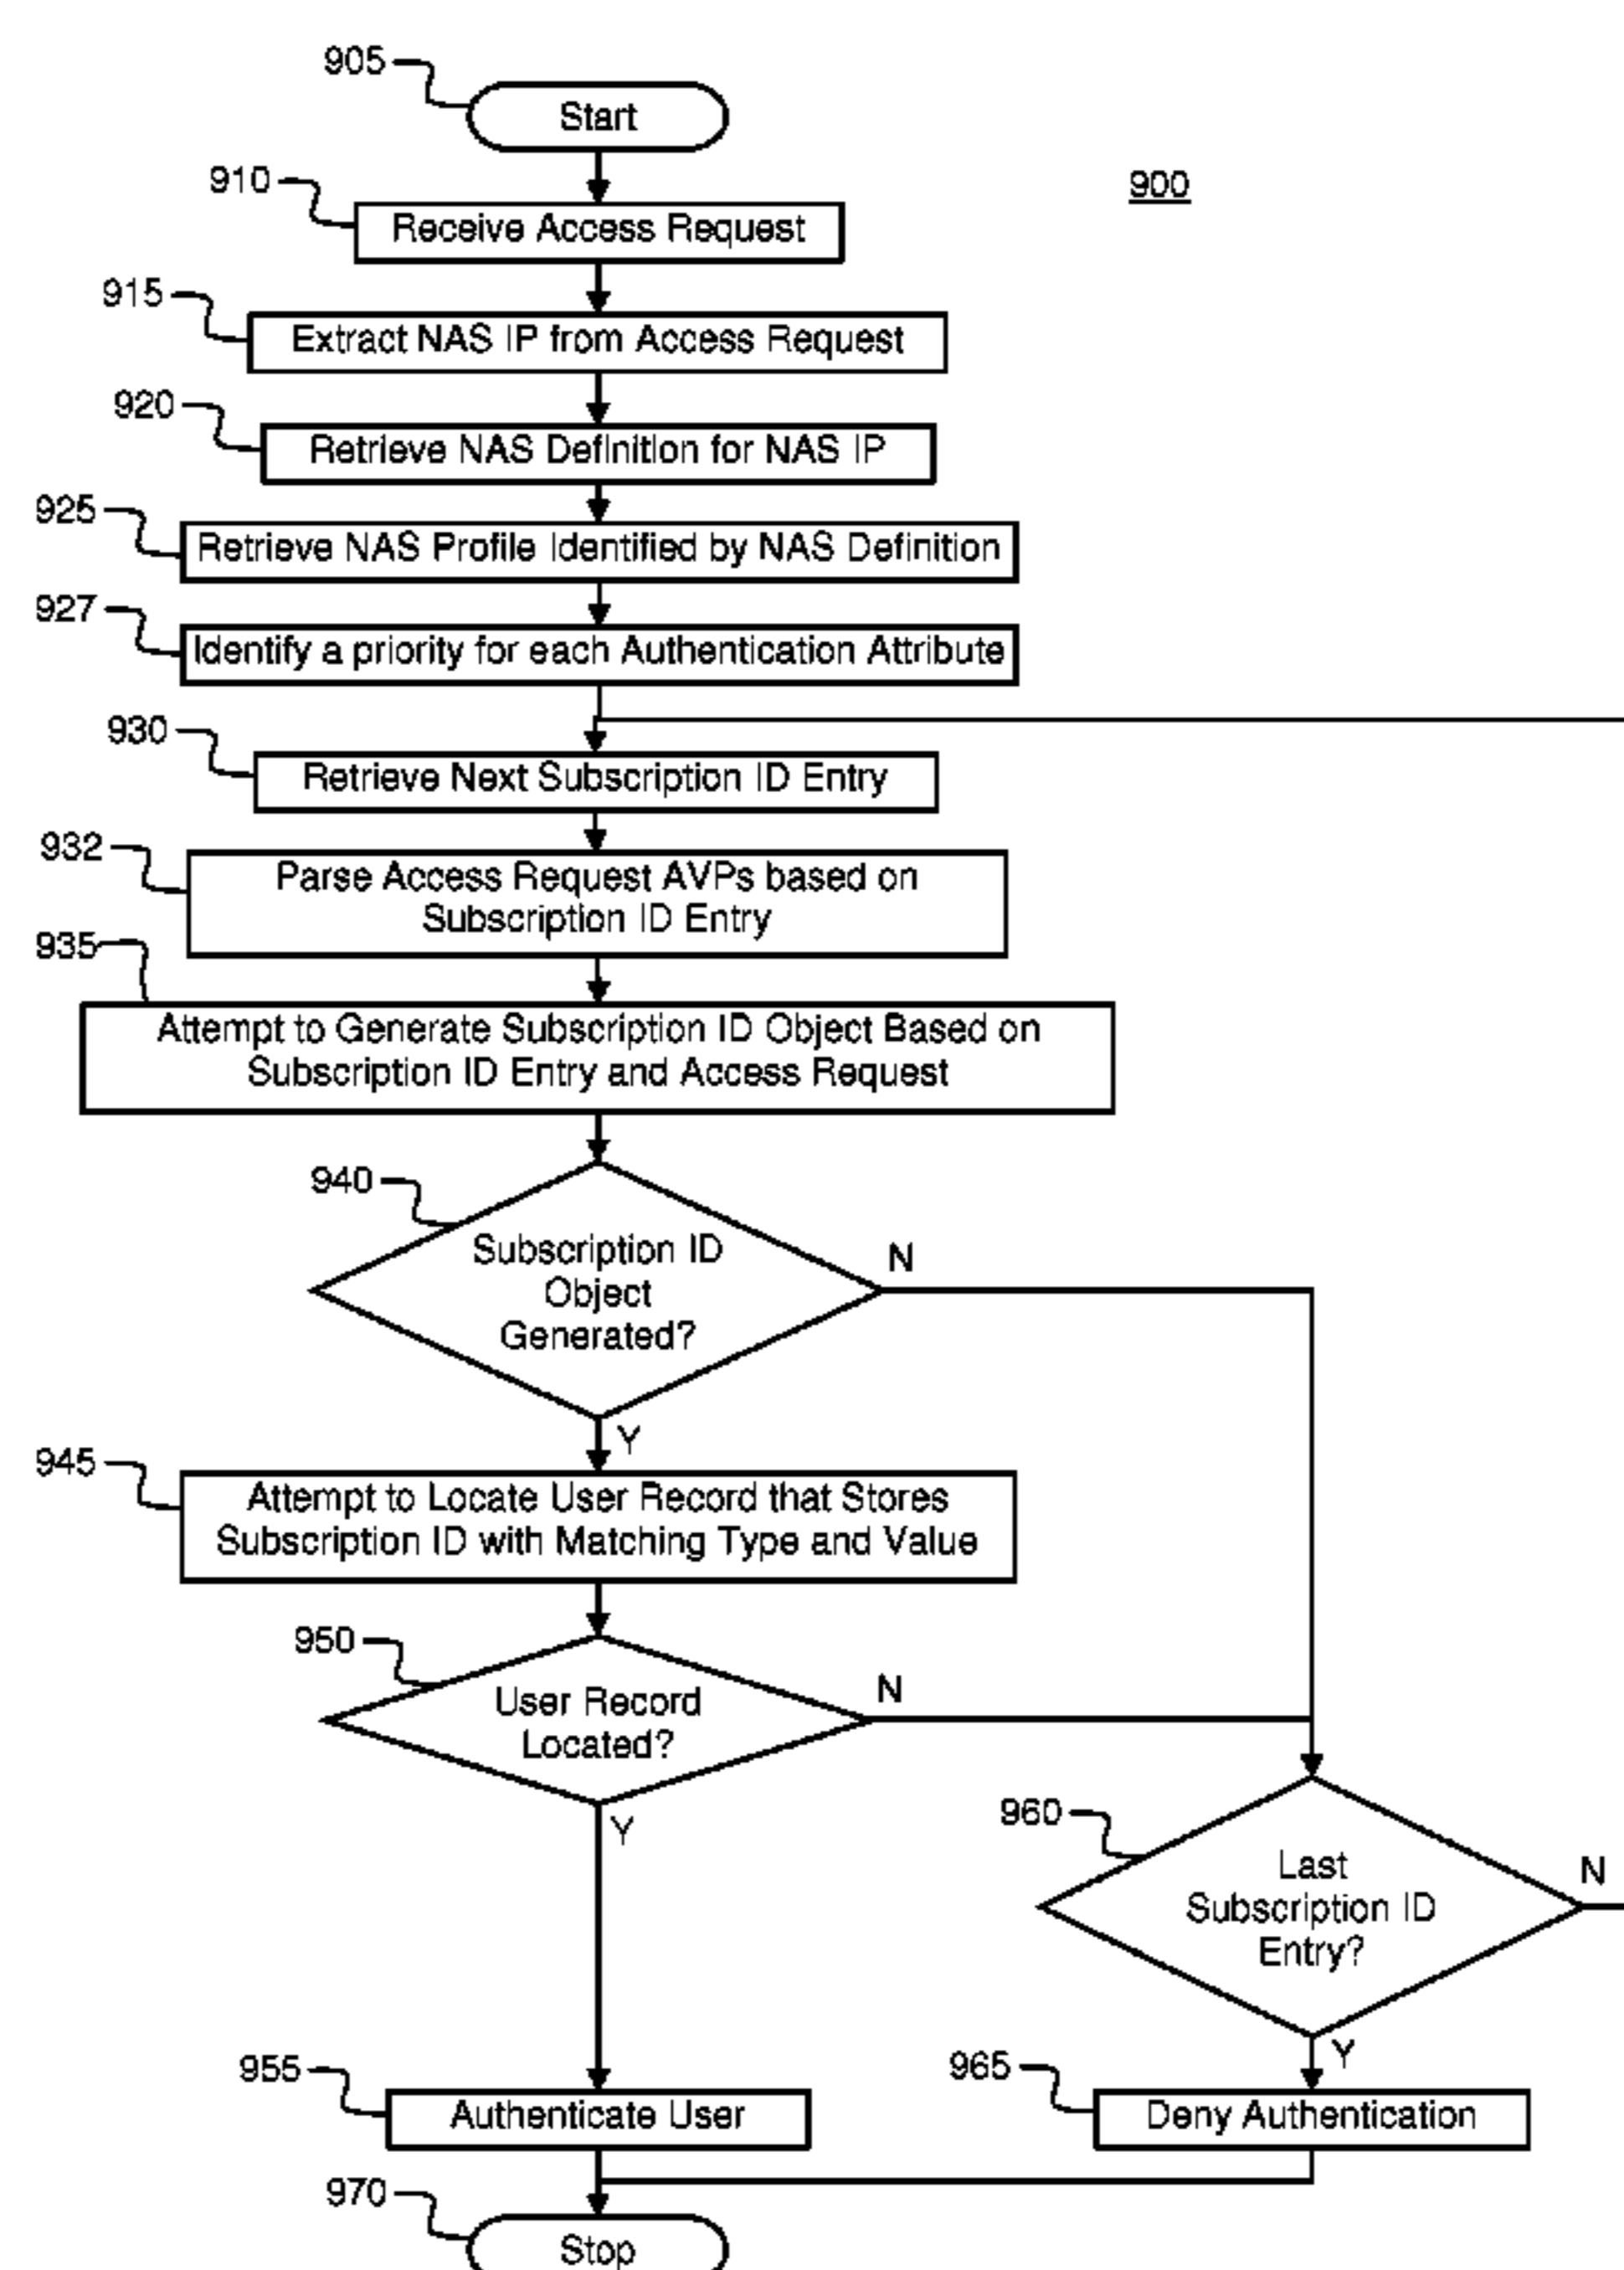 905
Start
900
910
Receive Access Request
915
Extract NAS IP from Access Request
920
Retrieve NAS Definition for NAS IP
925
Retrieve NAS Profile Identified by NAS Definition
927
Identify a priority for each Authentication Attribute
930
Retrieve Next Subscription ID Entry
932
Parse Access Request AVPs based on
Subscription ID Entry
935
Attempt to Generate Subscription ID Object Based on
Subscription ID Entry and Access Request
940
Subscription ID
Object
Generated?
N
Y
945
Attempt to Locate User Record that Stores
Subscription ID with Matching Type and Value
950
User Record
Located?
N
Y
960
Last
Subscription ID
Entry?
N
Y
955
Authenticate User
965
Deny Authentication
970
Stop